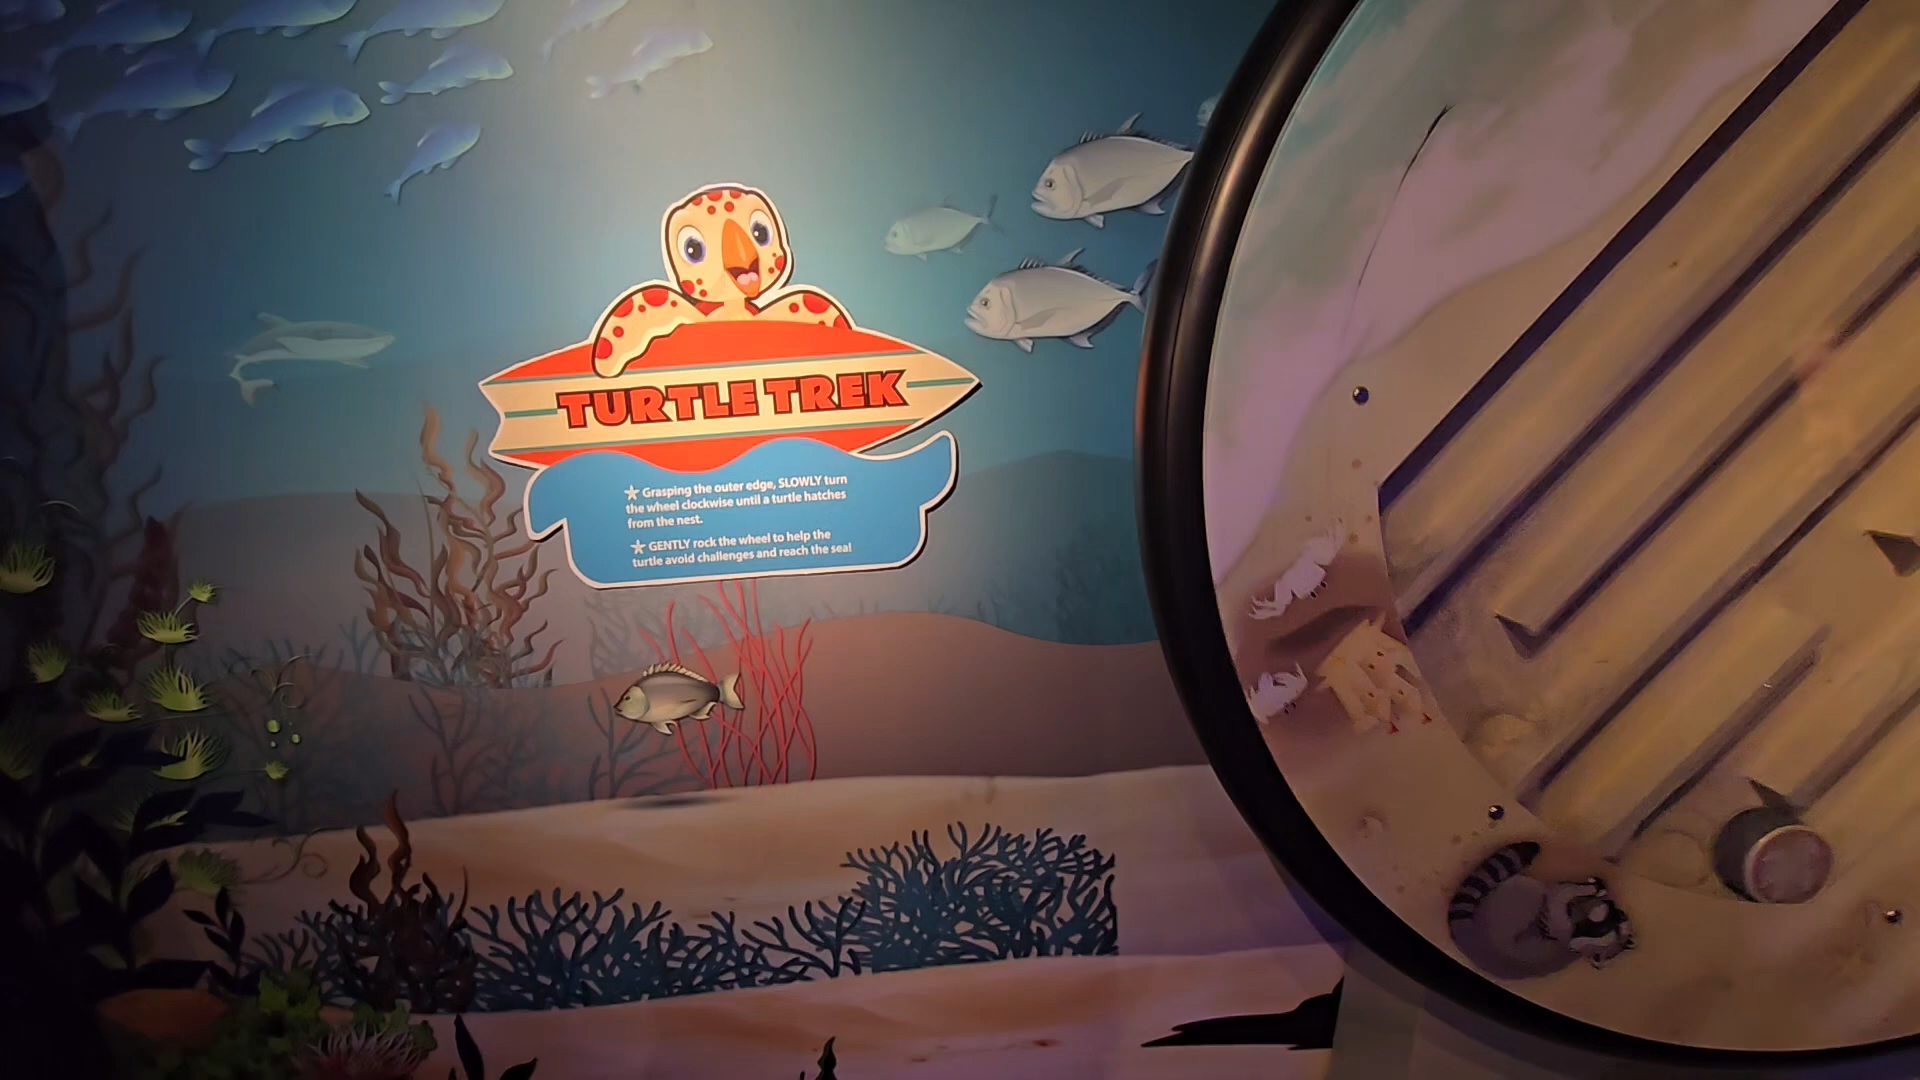 TURTLE TREK
Grasping the outer edge, SLOWLY turn
the wheel clockwise until a turtle hatches
from the nest.
GENTLY rock the wheel to help the
turtle avoid challenges and reach the sea!